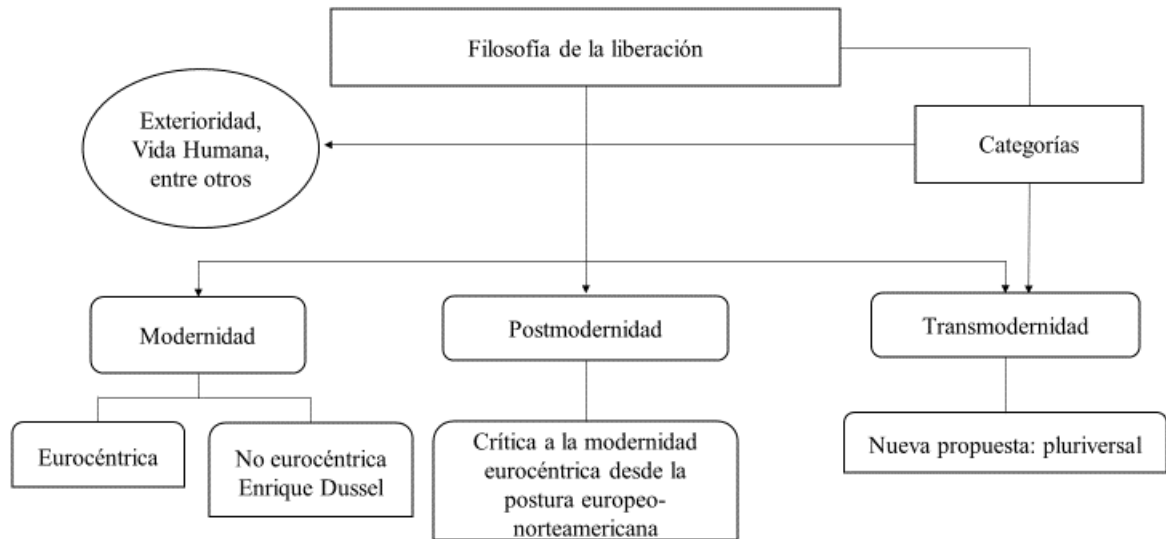 Filosofía de la liberación
Exterioridad,
Vida Humana,
entre otros
Categorías
Modernidad
Postmodernidad
Transmodernidad
Eurocéntrica
No eurocéntrica
Enrique Dussel
Crítica a la modernidad
eurocéntrica desde la
postura europeo-
norteamericana
Nueva propuesta: pluriversal